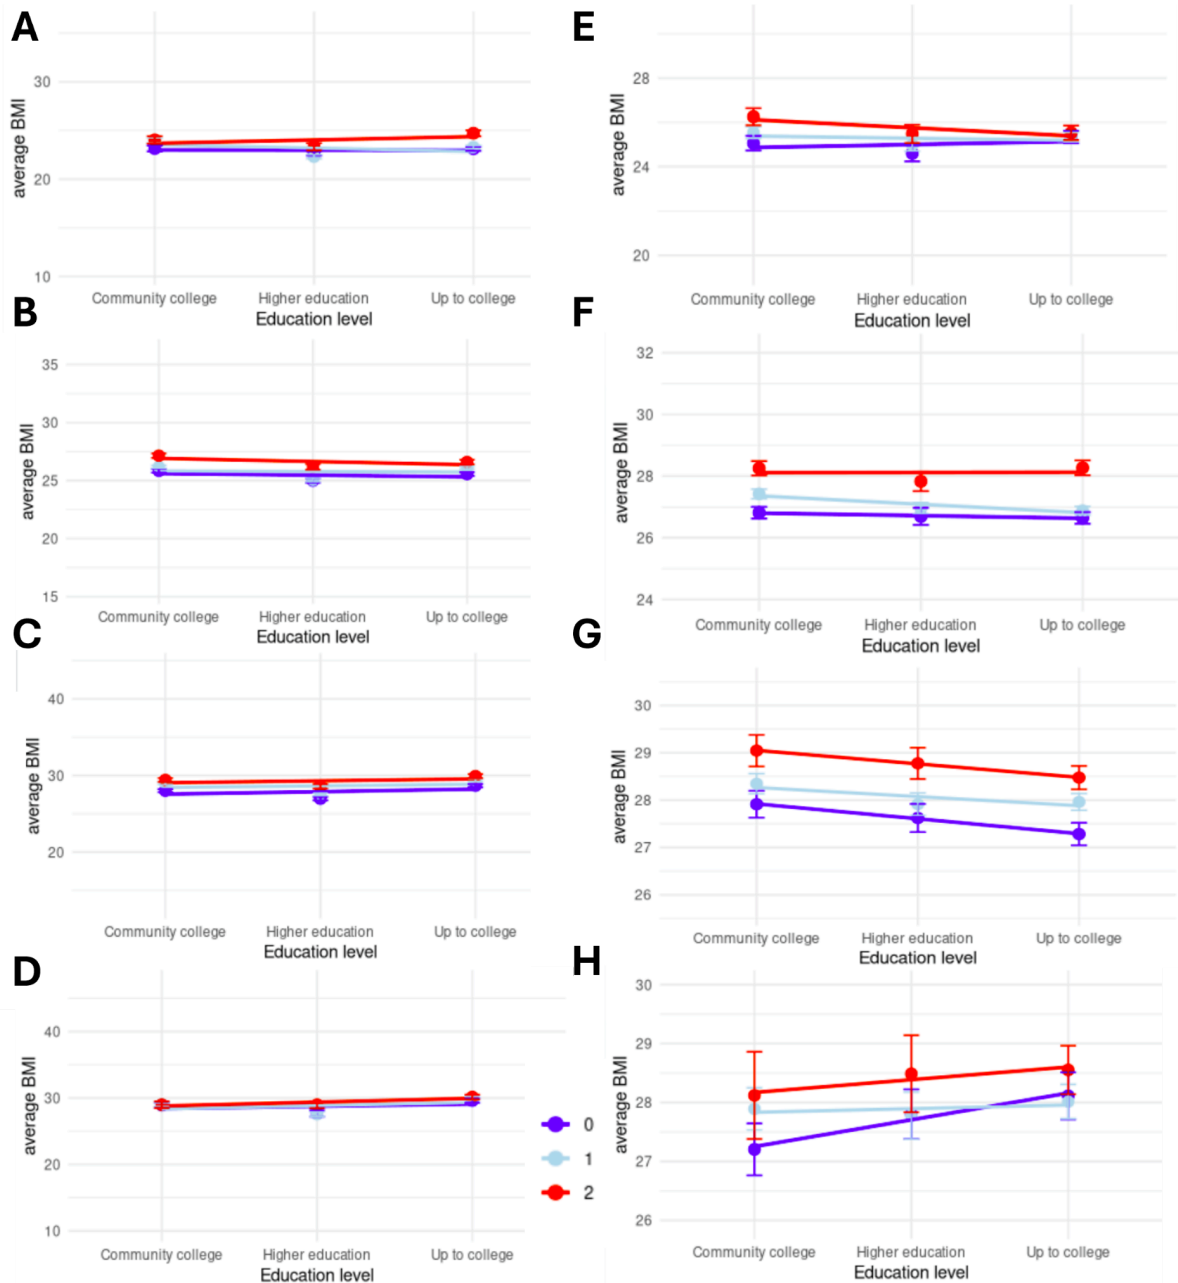 A
average BMI
30
20
10
Community college Higher education Up to college
Education level
B
average BMI
35
30
25
20
15
Community college Higher education Up to college
Education level
C
average BMI
40
30
20
Community college Higher education Up to college
Education level
D
average BMI
40
30
20
10
Community college Higher education Up to college
Education level
0
1
2
E
average BMI
28
24
20
Community college Higher education Up to college
Education level
F
average BMI
32
30
28
26
24
Community college Higher education Up to college
Education level
G
average BMI
30
29
28
27
26
Community college Higher education Up to college
Education level
H
average BMI
30
29
28
27
26
Community college Higher education Up to college
Education level